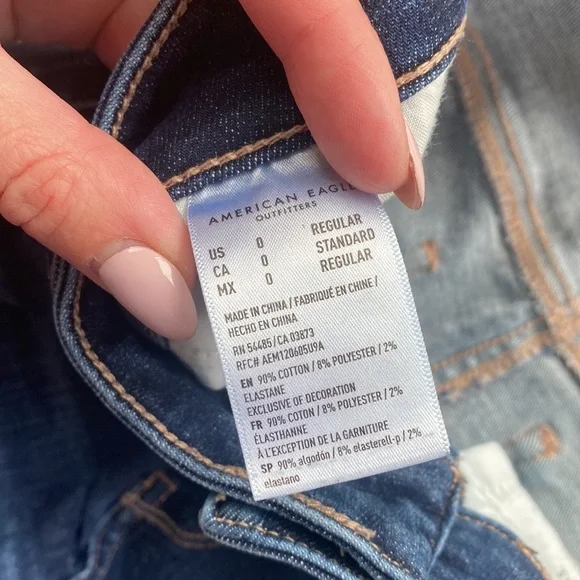 AMERICAN EAGLE
OUTFITTERS
US 0 REGULAR
CA 0 STANDARD
MX 0 REGULAR
MADE IN CHINA / FABRIQUÉ EN CHINE /
HECHO EN CHINA
RN 54485 / CA 03873
RFC# AEM120605U9A
EN 90% COTTON / 8% POLYESTER / 2%
ELASTANE
EXCLUSIVE OF DECORATION
FR 90% COTON / 8% POLYESTER / 2%
ÉLASTHANNE
À L'EXCEPTION DE LA GARNITURE
SP 90% algodón / 8% elasterell-p / 2%
elastano